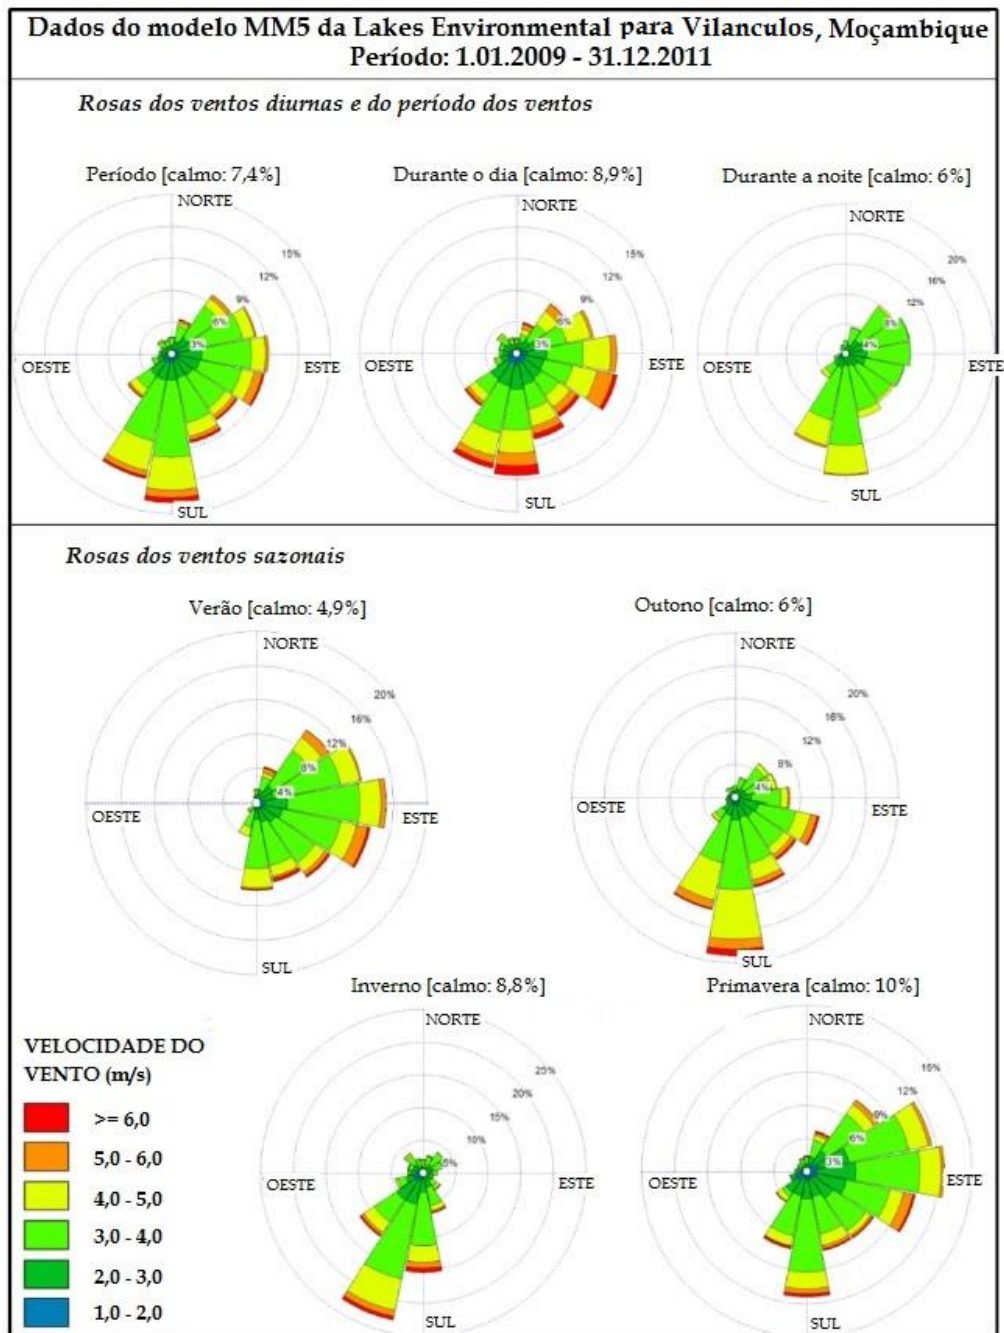 Dados do modelo MM5 da Lakes Environmental para Vilanculos, Moçambique
Período: 1.01.2009 - 31.12.2011
Rosas dos ventos diurnas e do período dos ventos
Período [calmo: 7,4%]
NORTE
15%
12%
9%
6%
3%
OESTE
ESTE
SUL
Durante o dia [calmo: 8,9%]
NORTE
15%
12%
9%
6%
3%
OESTE
ESTE
SUL
Durante a noite [calmo: 6%]
NORTE
20%
16%
12%
8%
4%
OESTE
ESTE
SUL
Rosas dos ventos sazonais
Verão [calmo: 4,9%]
NORTE
20%
16%
12%
8%
4%
OESTE
ESTE
SUL
Outono [calmo: 6%]
NORTE
20%
16%
12%
8%
4%
OESTE
ESTE
SUL
Inverno [calmo: 8,8%]
NORTE
25%
20%
15%
10%
5%
OESTE
ESTE
SUL
Primavera [calmo: 10%]
NORTE
15%
12%
9%
6%
3%
OESTE
ESTE
SUL
VELOCIDADE DO
VENTO (m/s)
>= 6,0
5,0 - 6,0
4,0 - 5,0
3,0 - 4,0
2,0 - 3,0
1,0 - 2,0